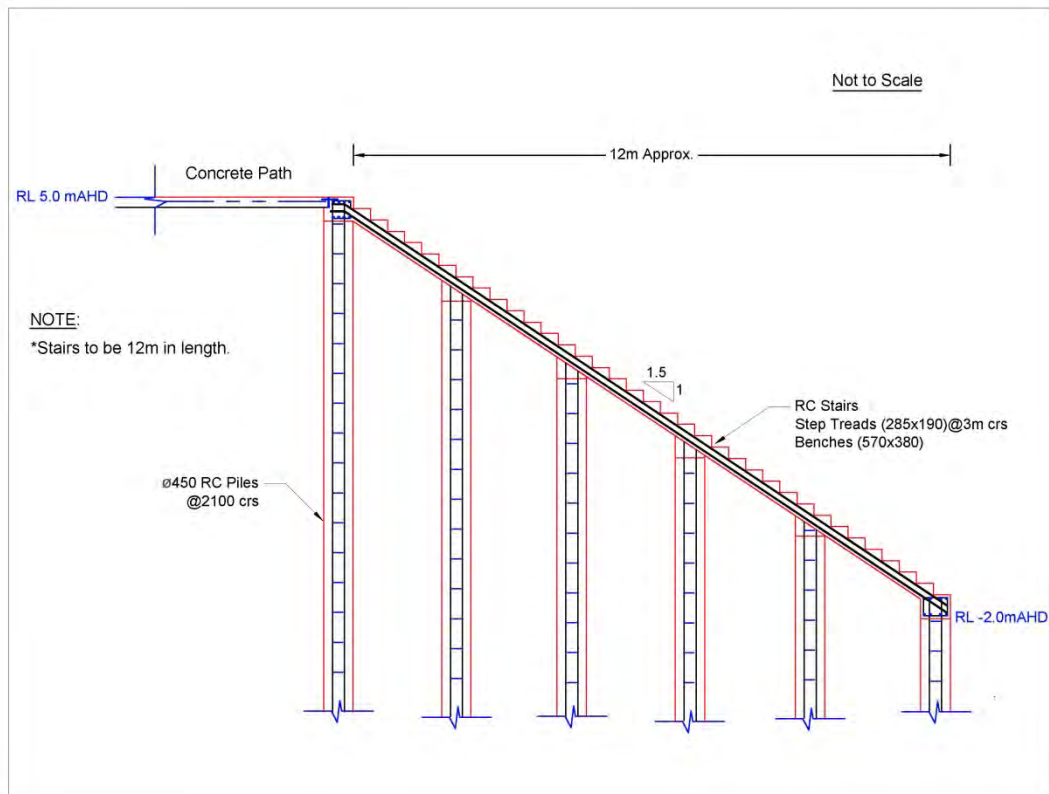 Not to Scale
12m Approx.
Concrete Path
RL 5.0 mAHD
NOTE:
*Stairs to be 12m in length.
1.5
1
RC Stairs
Step Treads (285x190)@3m crs
Benches (570x380)
ø450 RC Piles
@2100 crs
RL -2.0mAHD